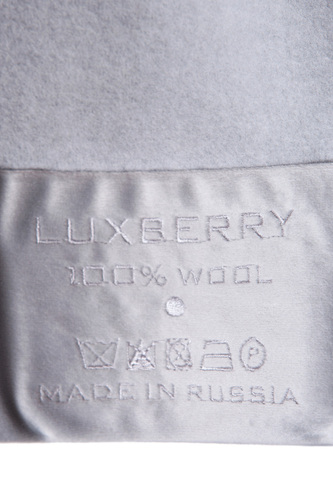 LUXBERRY
100% WOOL
P
MADE IN RUSSIA